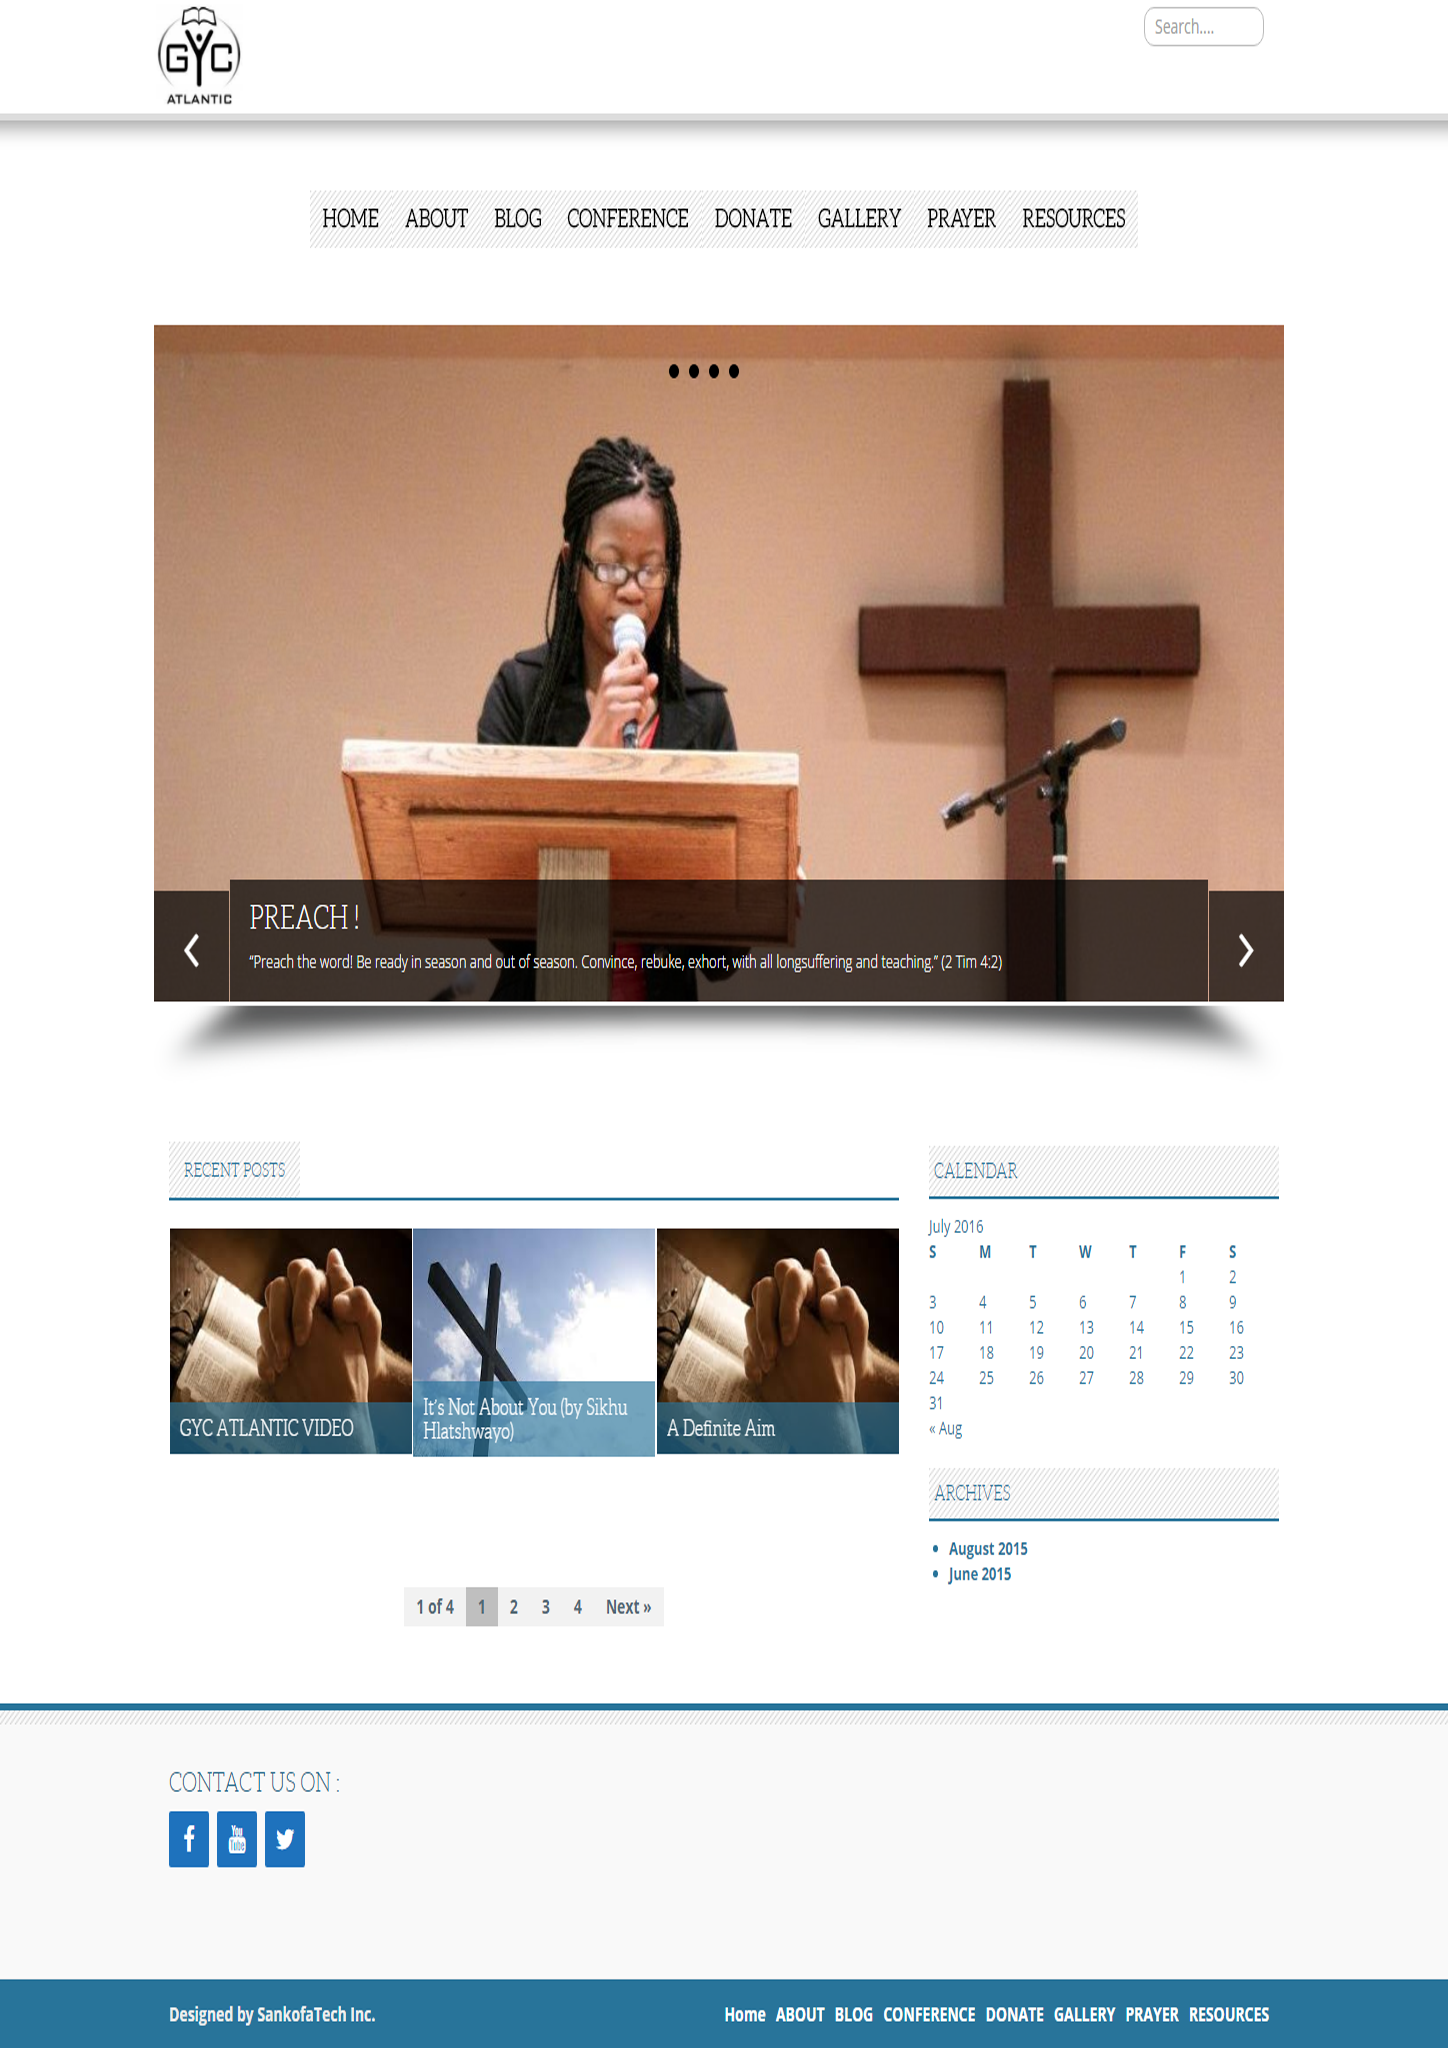 GYC
ATLANTIC
Search....
HOME ABOUT BLOG CONFERENCE DONATE GALLERY PRAYER RESOURCES
PREACH !
“Preach the word! Be ready in season and out of season. Convince, rebuke, exhort, with all longsuffering and teaching.” (2 Tim 4:2)
RECENT POSTS
GYC ATLANTIC VIDEO
It’s Not About You (by Sikhu
Hlatshwayo)
A Definite Aim
1 of 4 1 2 3 4 Next »
CALENDAR
July 2016
S M T W T F S
1 2
3 4 5 6 7 8 9
10 11 12 13 14 15 16
17 18 19 20 21 22 23
24 25 26 27 28 29 30
31
« Aug
ARCHIVES
• August 2015
• June 2015
CONTACT US ON :
You
Tube
Designed by SankofaTech Inc.
Home ABOUT BLOG CONFERENCE DONATE GALLERY PRAYER RESOURCES